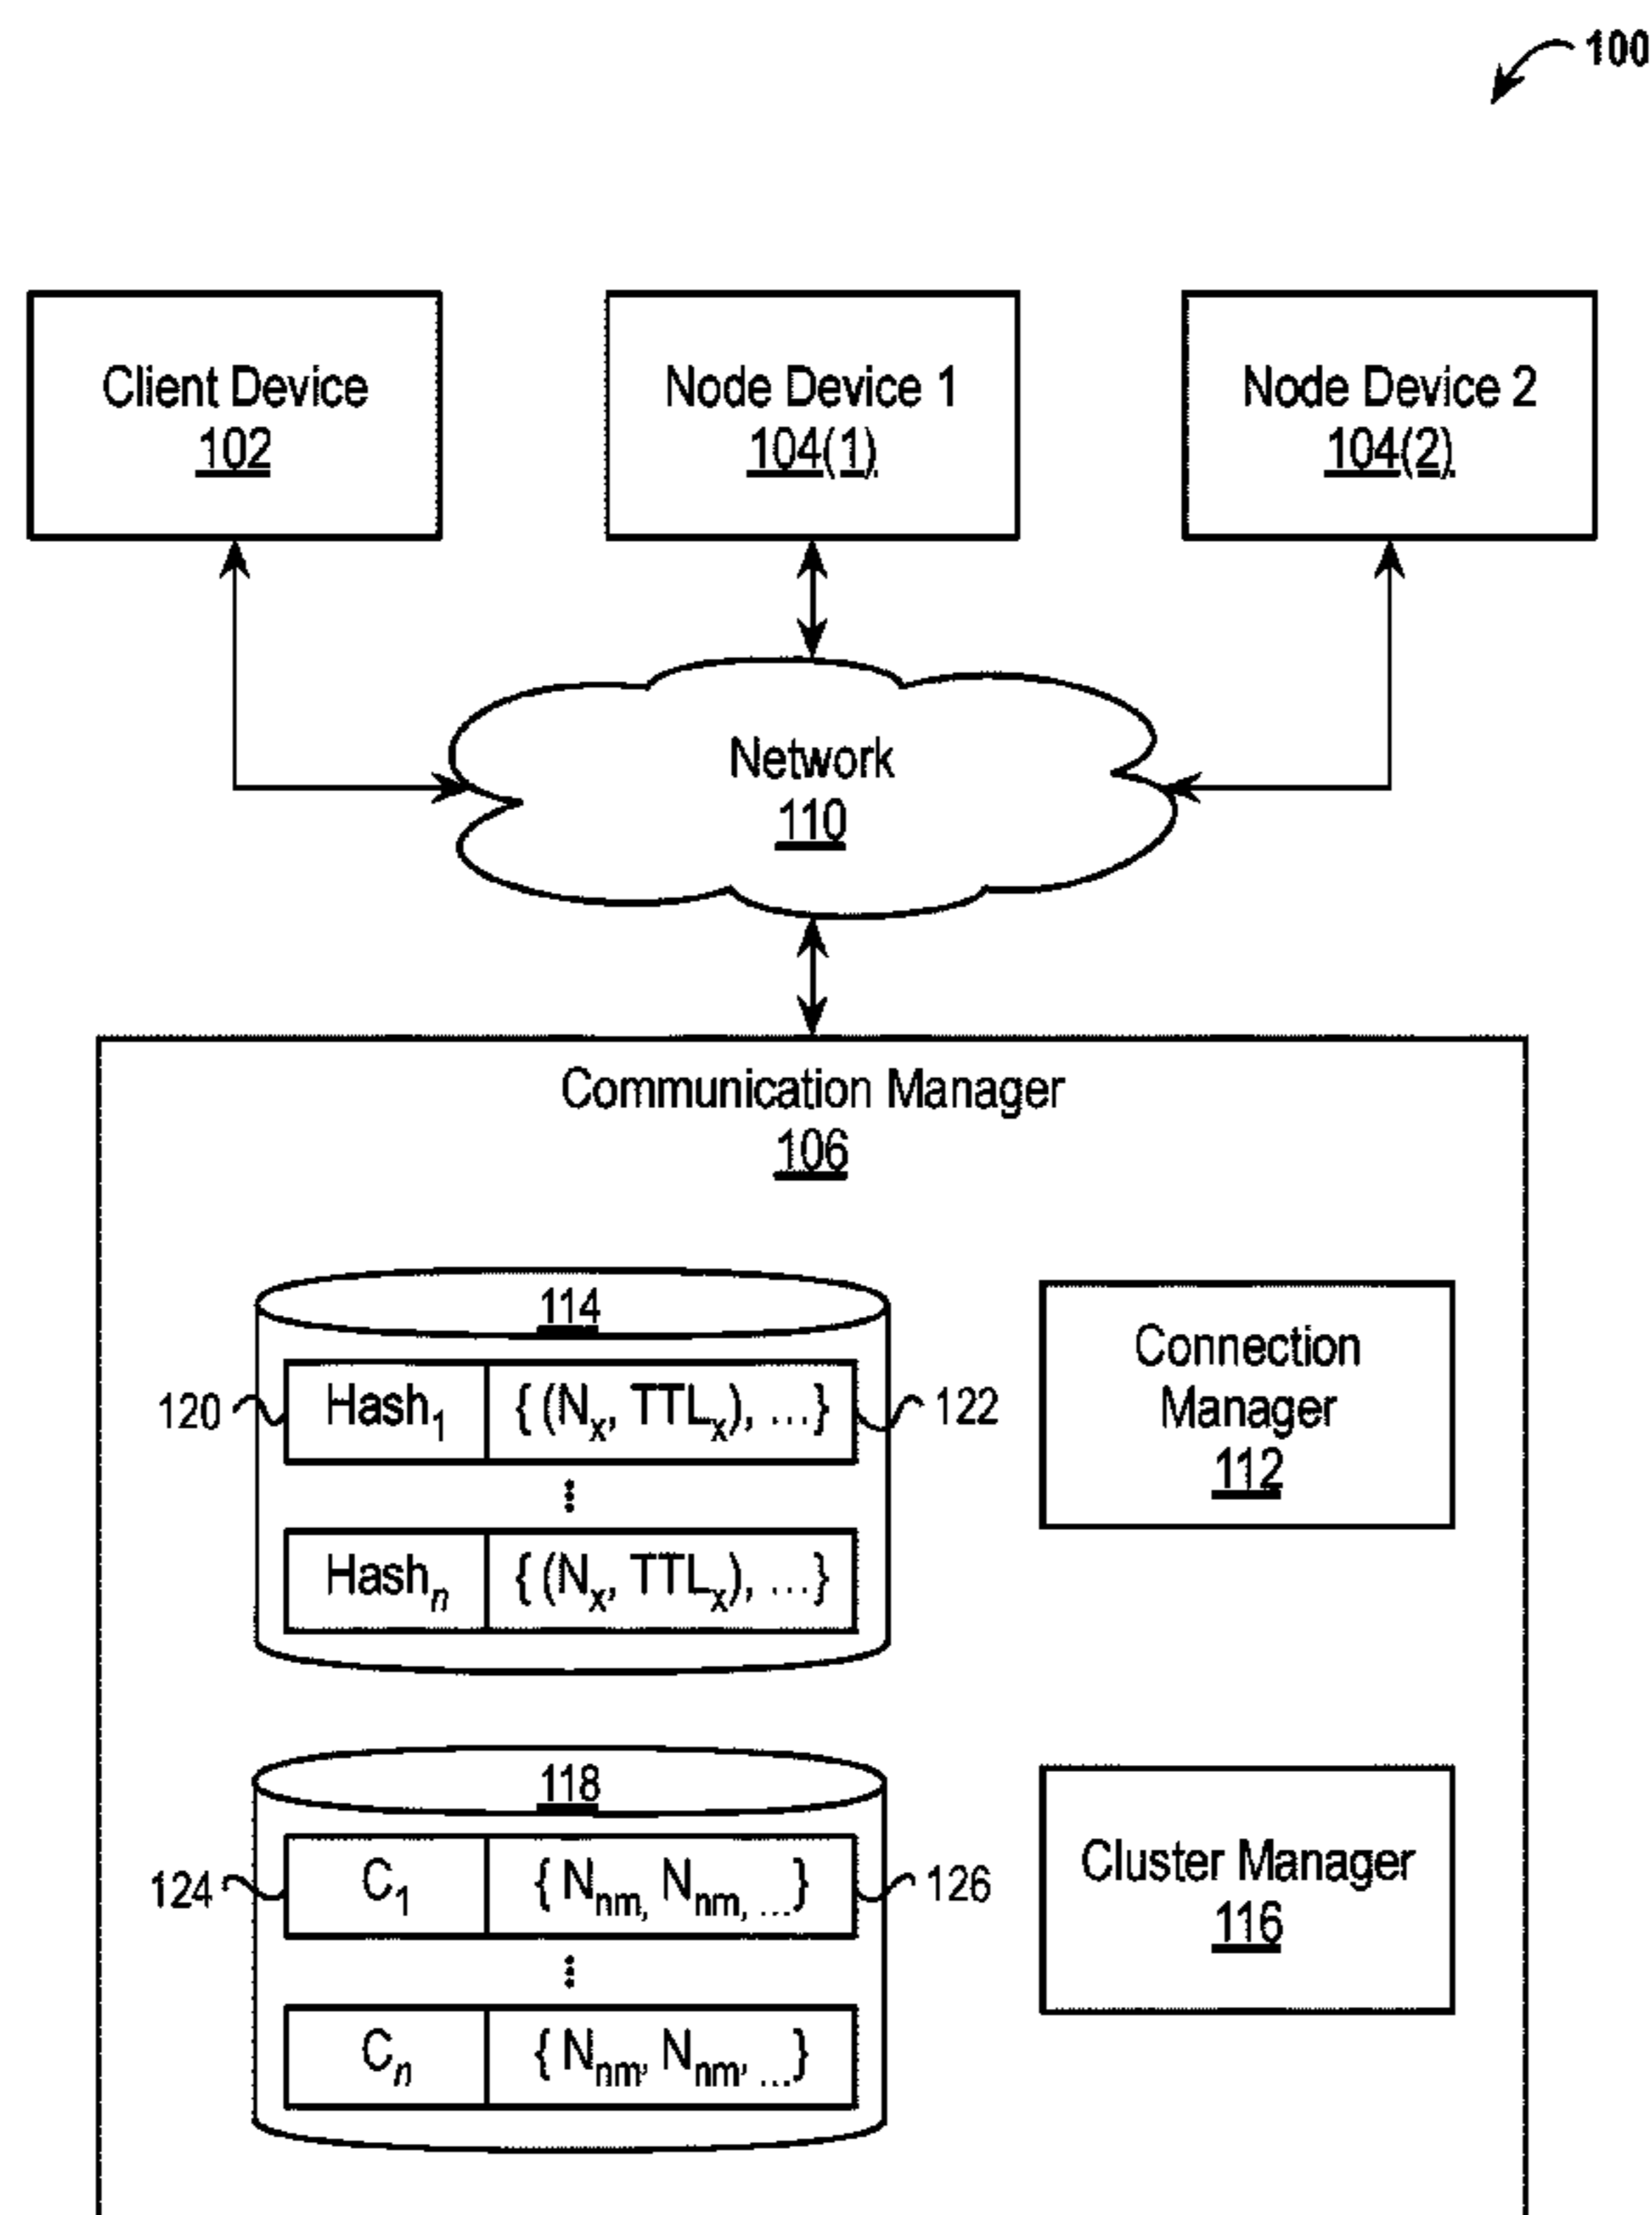 100
Client Device
102
Node Device 1
104(1)
Node Device 2
104(2)
Network
110
Communication Manager
106
114
120
Hash₁
{ (Nₓ, TTLₓ), ...}
122
⋮
Hashₙ
{ (Nₓ, TTLₓ), ...}
Connection
Manager
112
118
124
C₁
{ Nₙₘ, Nₙₘ, ...}
126
⋮
Cₙ
{ Nₙₘ, Nₙₘ, ...}
Cluster Manager
116